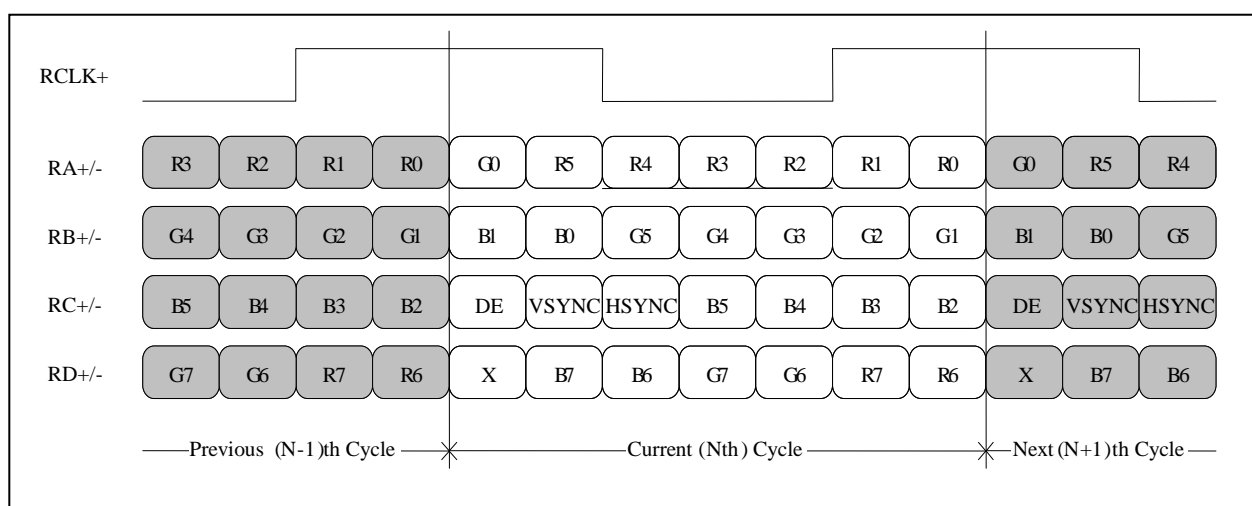 RCLK+
RA+/- R3 R2 R1 R0 G0 R5 R4 R3 R2 R1 R0 G0 R5 R4
RB+/- G4 G3 G2 G1 B1 B0 G5 G4 G3 G2 G1 B1 B0 G5
RC+/- B5 B4 B3 B2 DE VSYNC HSYNC B5 B4 B3 B2 DE VSYNC HSYNC
RD+/- G7 G6 R7 R6 X B7 B6 G7 G6 R7 R6 X B7 B6
Previous (N-1)th Cycle Current (Nth) Cycle Next (N+1)th Cycle